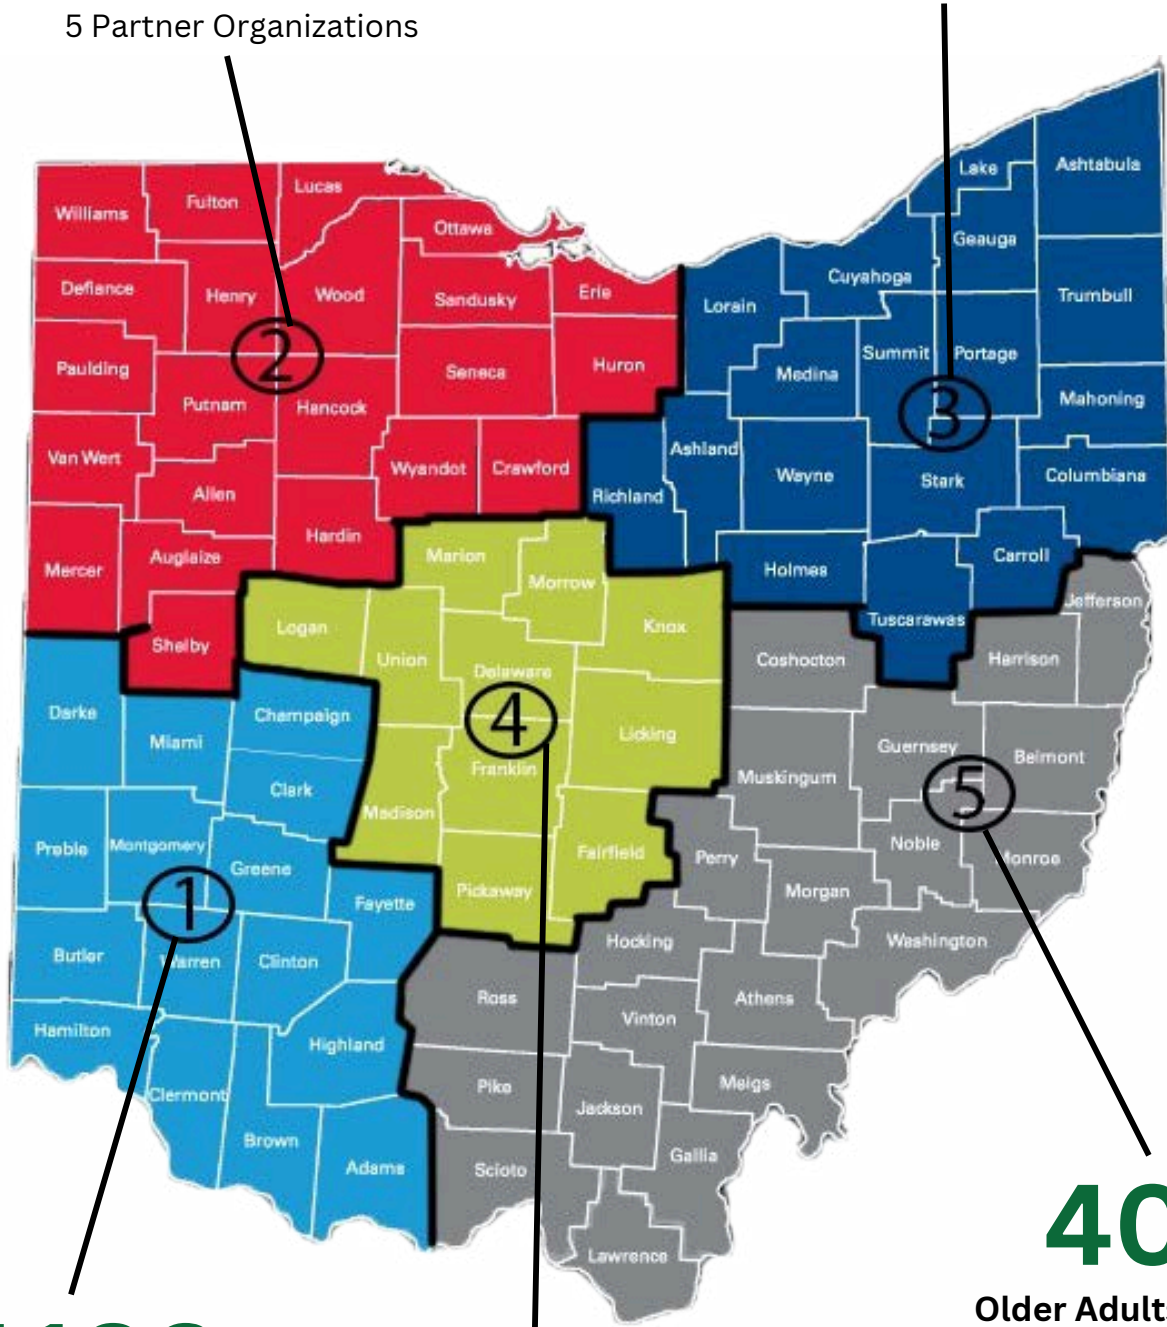 5 Partner Organizations
Lake
Ashtabula
Williams
Fulton
Lucas
Ottawa
Geauga
Cuyahoga
Defiance
Henry
Wood
Sandusky
Erie
Lorain
Trumbull
2
Paulding
Putnam
Hancock
Seneca
Huron
Medina
Summit
Portage
Mahoning
3
Van Wert
Allen
Wyandot
Crawford
Richland
Ashland
Wayne
Stark
Columbiana
Mercer
Auglaize
Hardin
Marion
Morrow
Holmes
Carroll
Jefferson
Shelby
Logan
Union
Delaware
Knox
Tuscarawas
Coshocton
Harrison
Darke
Miami
Champaign
4
Franklin
Licking
Guernsey
Belmont
Clark
Madison
Muskingum
5
Preble
Montgomery
Greene
Fairfield
Perry
Noble
Monroe
1
Fayette
Pickaway
Morgan
Butler
Warren
Clinton
Hocking
Washington
Hamilton
Highland
Ross
Vinton
Athens
Clermont
Brown
Adams
Pike
Jackson
Meigs
Scioto
Gallia
Lawrence
40
Older Adults